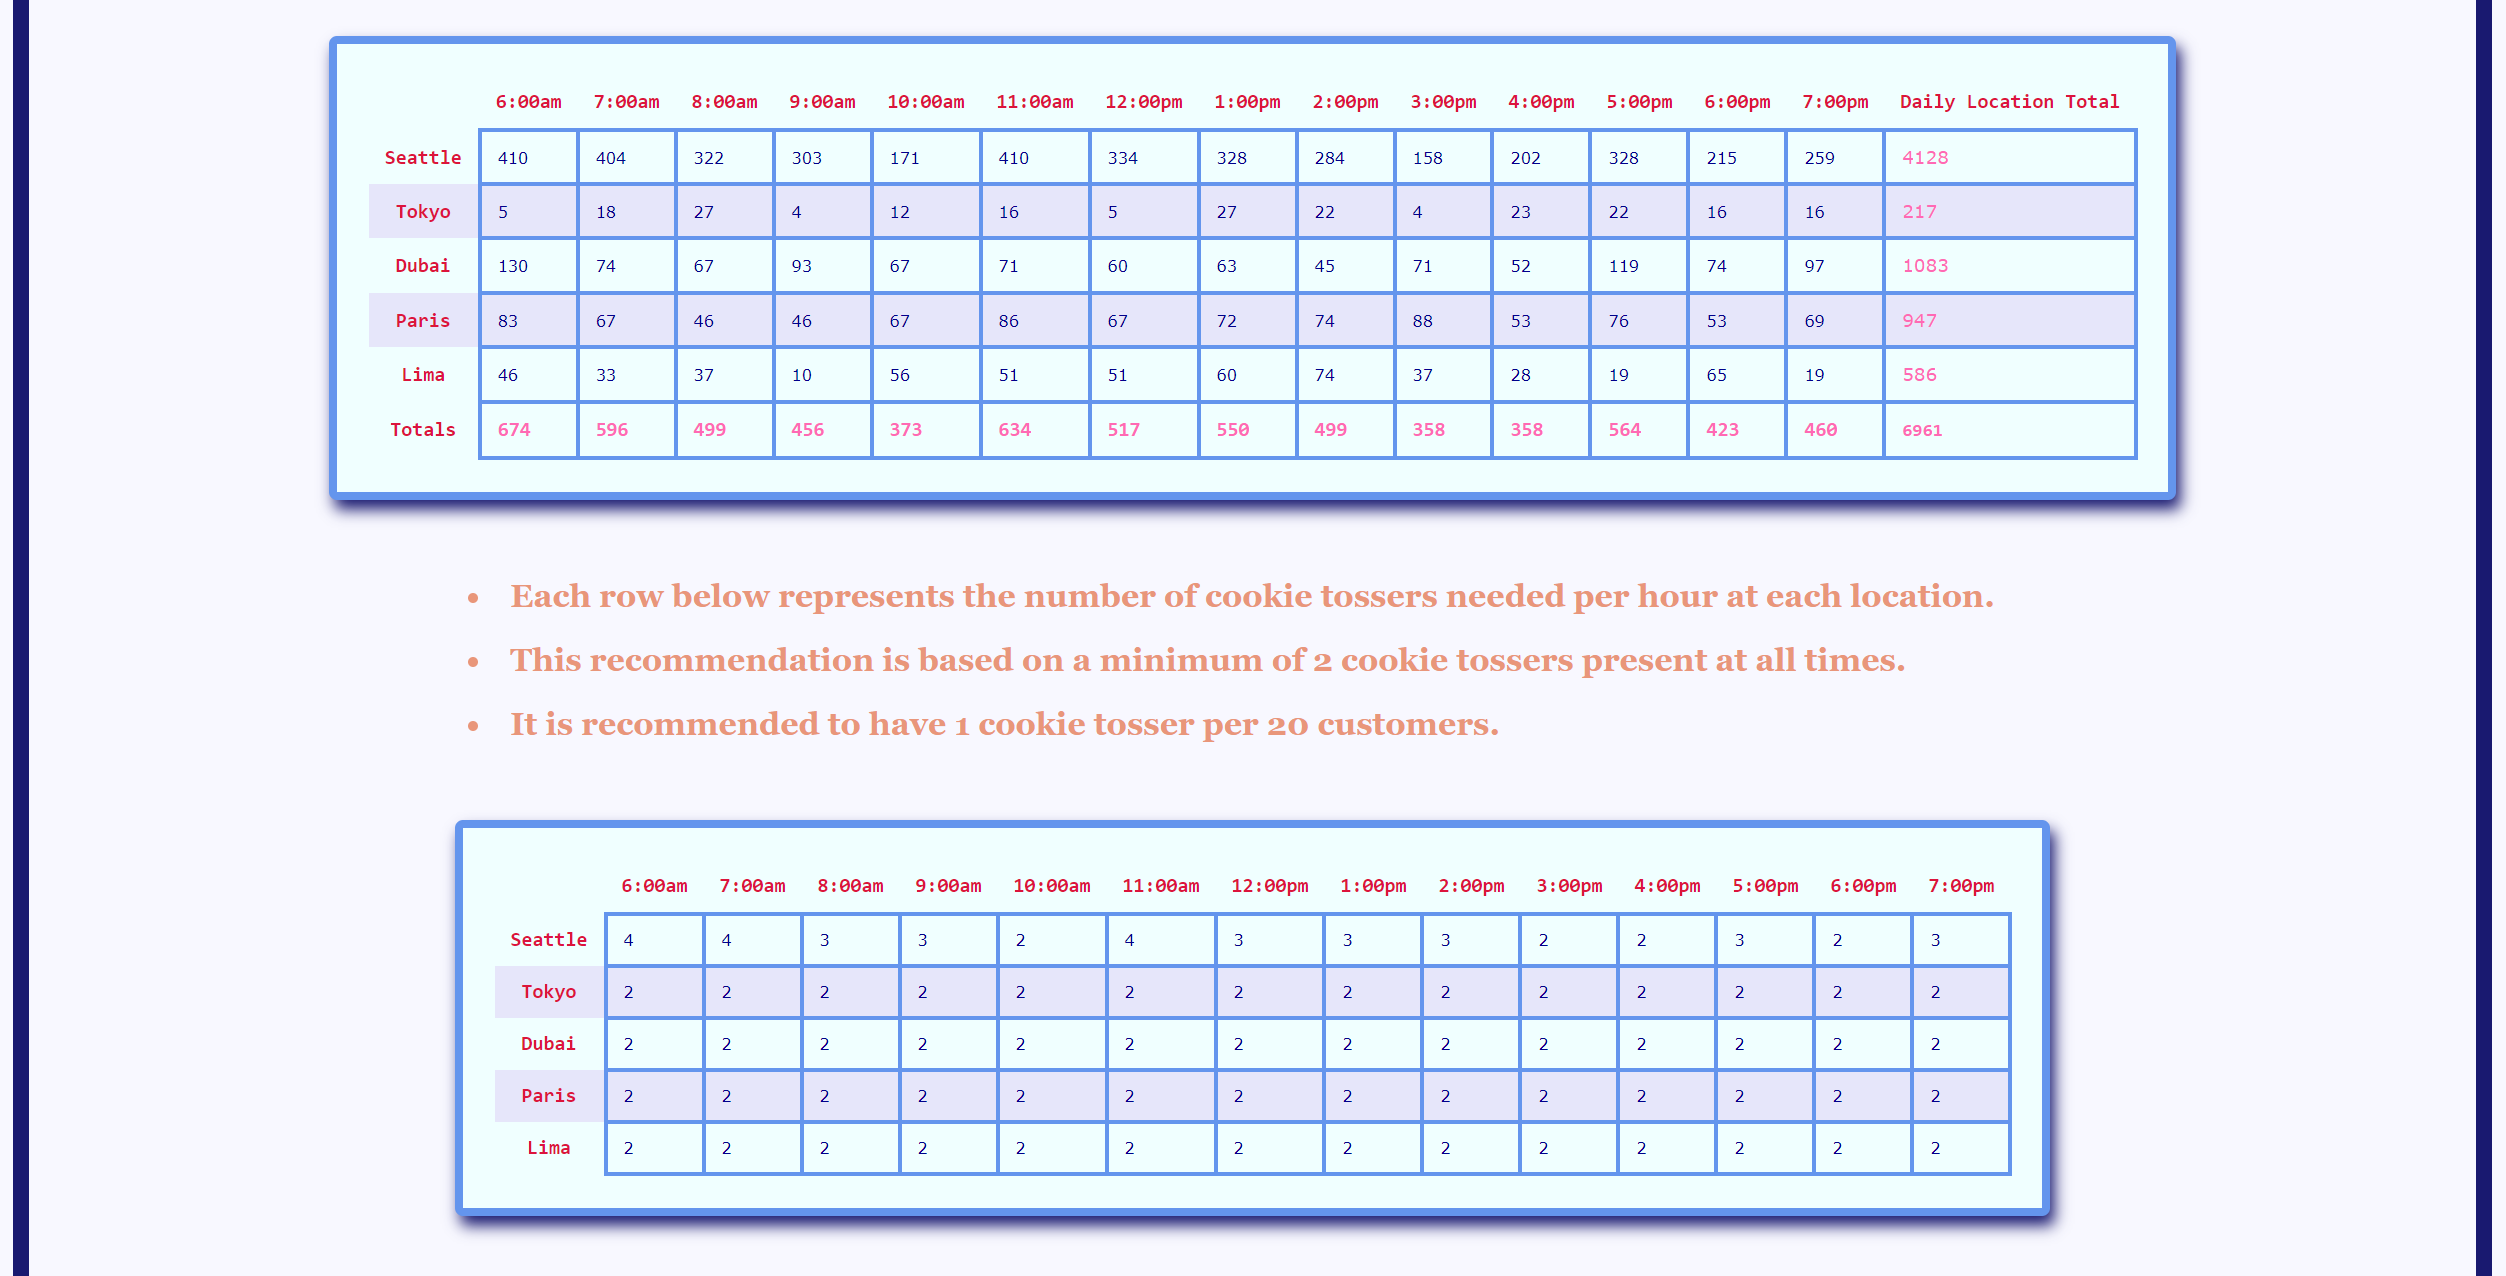 6:00am 7:00am 8:00am 9:00am 10:00am 11:00am 12:00pm 1:00pm 2:00pm 3:00pm 4:00pm 5:00pm 6:00pm 7:00pm Daily Location Total
Seattle 410 404 322 303 171 410 334 328 284 158 202 328 215 259 4128
Tokyo 5 18 27 4 12 16 5 27 22 4 23 22 16 16 217
Dubai 130 74 67 93 67 71 60 63 45 71 52 119 74 97 1083
Paris 83 67 46 46 67 86 67 72 74 88 53 76 53 69 947
Lima 46 33 37 10 56 51 51 60 74 37 28 19 65 19 586
Totals 674 596 499 456 373 634 517 550 499 358 358 564 423 460 6961
• Each row below represents the number of cookie tossers needed per hour at each location.
• This recommendation is based on a minimum of 2 cookie tossers present at all times.
• It is recommended to have 1 cookie tosser per 20 customers.
6:00am 7:00am 8:00am 9:00am 10:00am 11:00am 12:00pm 1:00pm 2:00pm 3:00pm 4:00pm 5:00pm 6:00pm 7:00pm
Seattle 4 4 3 3 2 4 3 3 3 2 2 3 2 3
Tokyo 2 2 2 2 2 2 2 2 2 2 2 2 2 2
Dubai 2 2 2 2 2 2 2 2 2 2 2 2 2 2
Paris 2 2 2 2 2 2 2 2 2 2 2 2 2 2
Lima 2 2 2 2 2 2 2 2 2 2 2 2 2 2